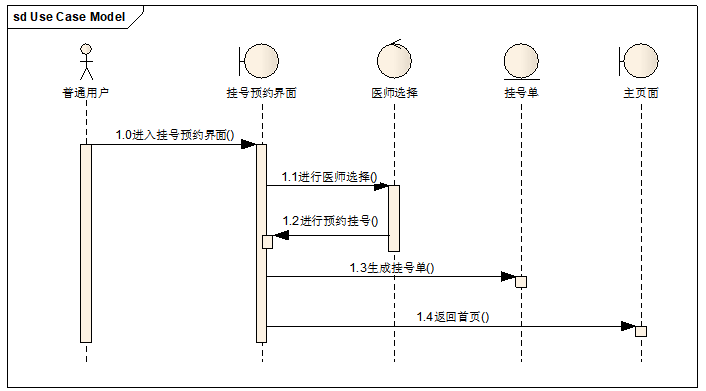 sd Use Case Model
普通用户
挂号预约界面
医师选择
挂号单
主页面
1.0进入挂号预约界面()
1.1进行医师选择()
1.2进行预约挂号()
1.3生成挂号单()
1.4返回首页()